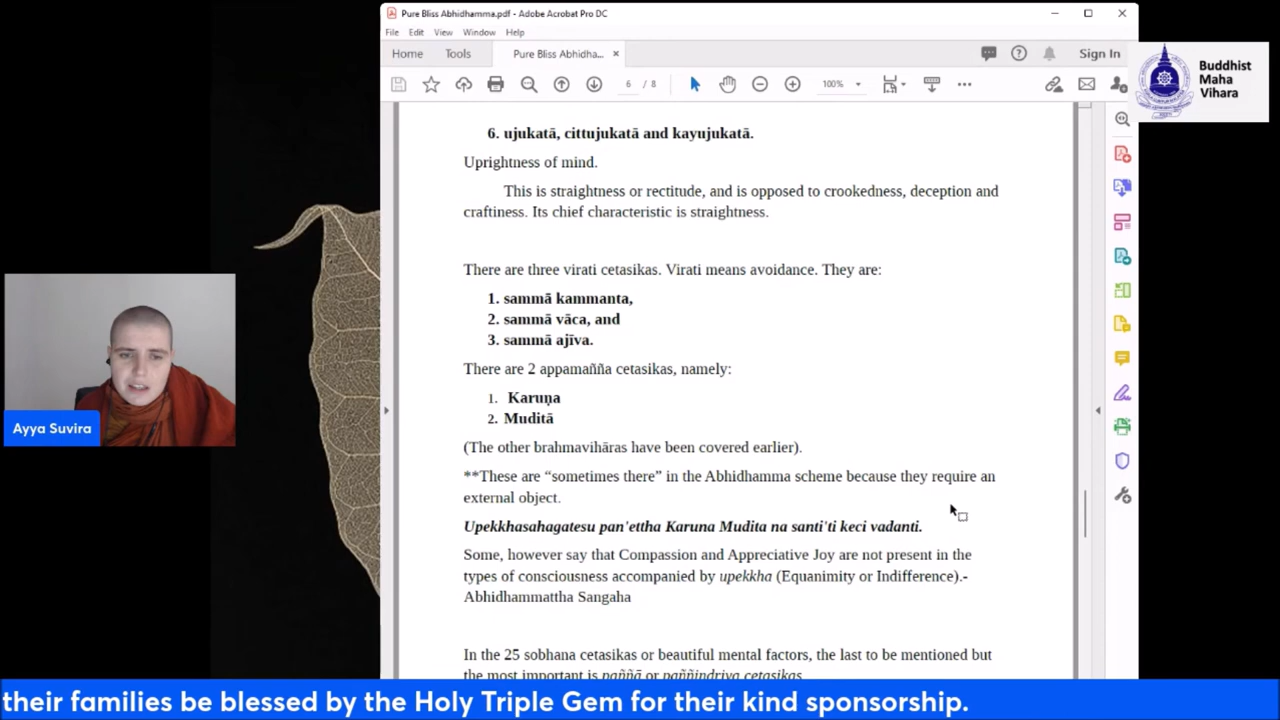 Pure Bliss Abhidhamma.pdf - Adobe Acrobat Pro DC
File Edit View Window Help
Home Tools Pure Bliss Abhidha... × Sign In
6 / 8 100%
Buddhist
Maha
Vihara
6. ujukatā, cittujukatā and kayujukatā.
Uprightness of mind.
This is straightness or rectitude, and is opposed to crookedness, deception and
craftiness. Its chief characteristic is straightness.
There are three virati cetasikas. Virati means avoidance. They are:
1. sammā kammanta,
2. sammā vāca, and
3. sammā ajīva.
There are 2 appamañña cetasikas, namely:
1. Karuṇa
2. Muditā
(The other brahmavihāras have been covered earlier).
**These are “sometimes there” in the Abhidhamma scheme because they require an
external object.
Upekkhasahagatesu pan'ettha Karuna Mudita na santi'ti keci vadanti.
Some, however say that Compassion and Appreciative Joy are not present in the
types of consciousness accompanied by upekkha (Equanimity or Indifference).-
Abhidhammattha Sangaha
In the 25 sobhana cetasikas or beautiful mental factors, the last to be mentioned but
the most important is paññā or paññindriya cetasikas
Ayya Suvira
their families be blessed by the Holy Triple Gem for their kind sponsorship.